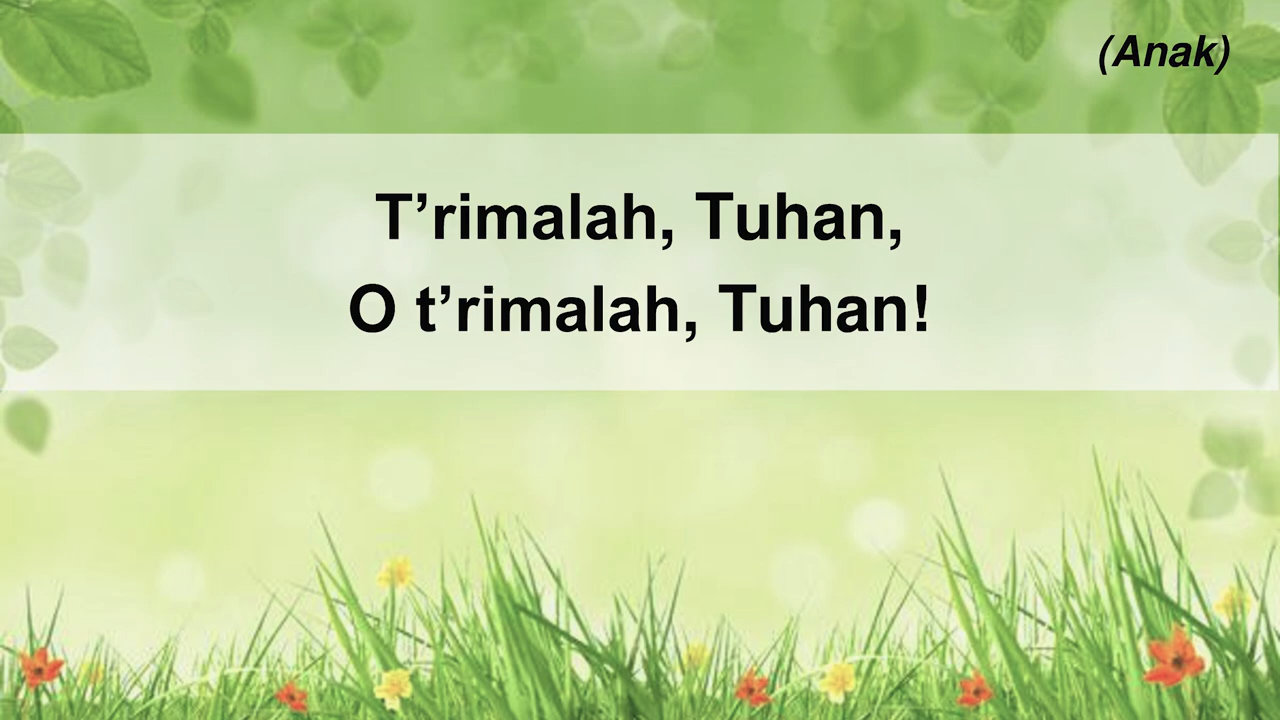 (Anak)
T’rimalah, Tuhan,
O t’rimalah, Tuhan!